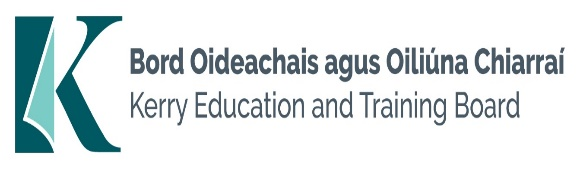 Bord Oideachais agus Oiliúna Chiarraí
Kerry Education and Training Board